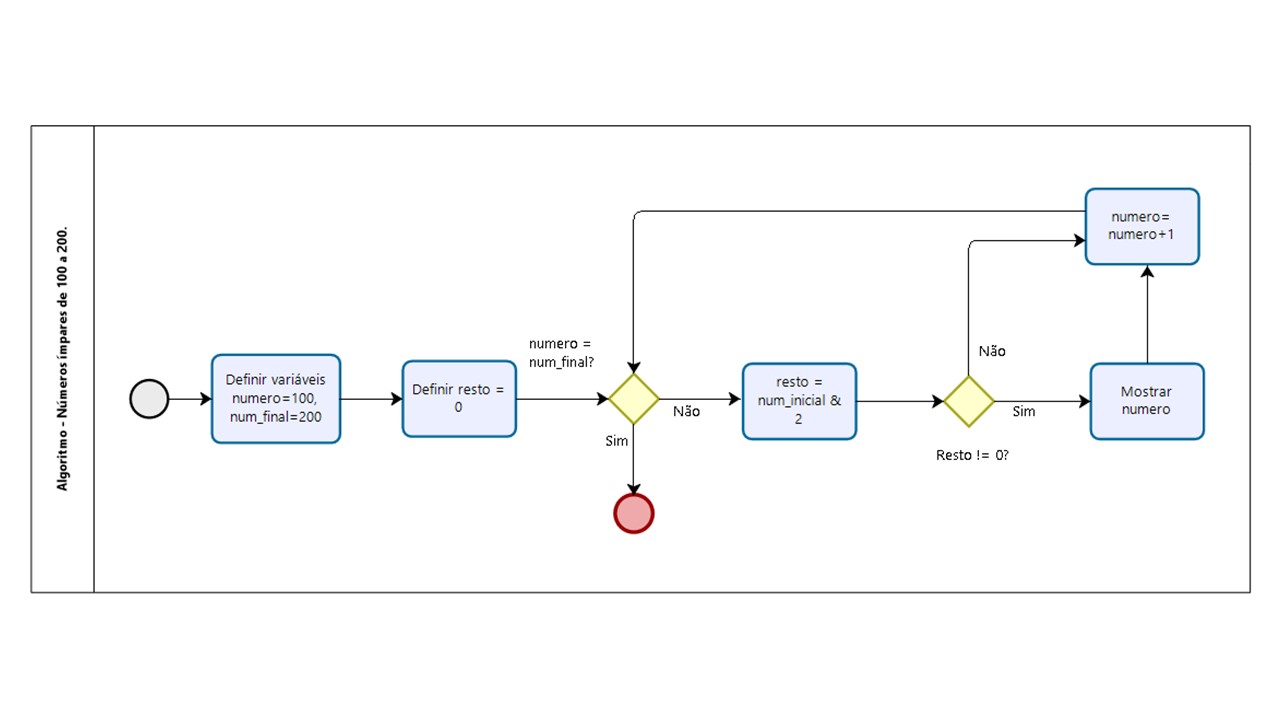 Algoritmo - Números ímpares de 100 a 200.
Definir variáveis
numero=100,
num_final=200
Definir resto =
0
numero =
num_final?
Sim
Não
resto =
num_inicial &
2
Resto != 0?
Não
Sim
Mostrar
numero
numero=
numero+1